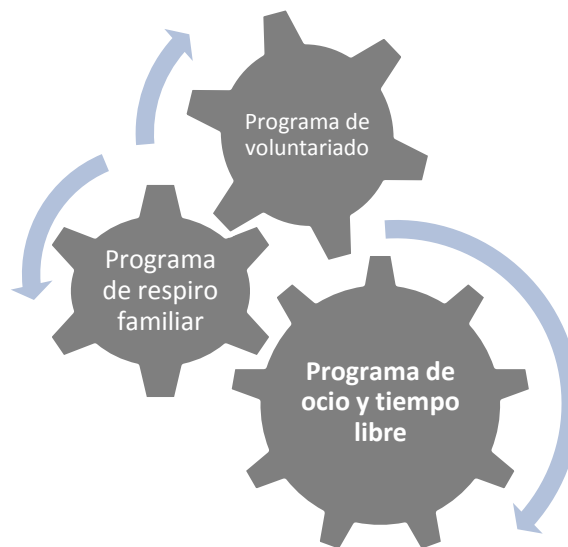 Programa de
voluntariado
Programa
de respiro
familiar
Programa de
ocio y tiempo
libre